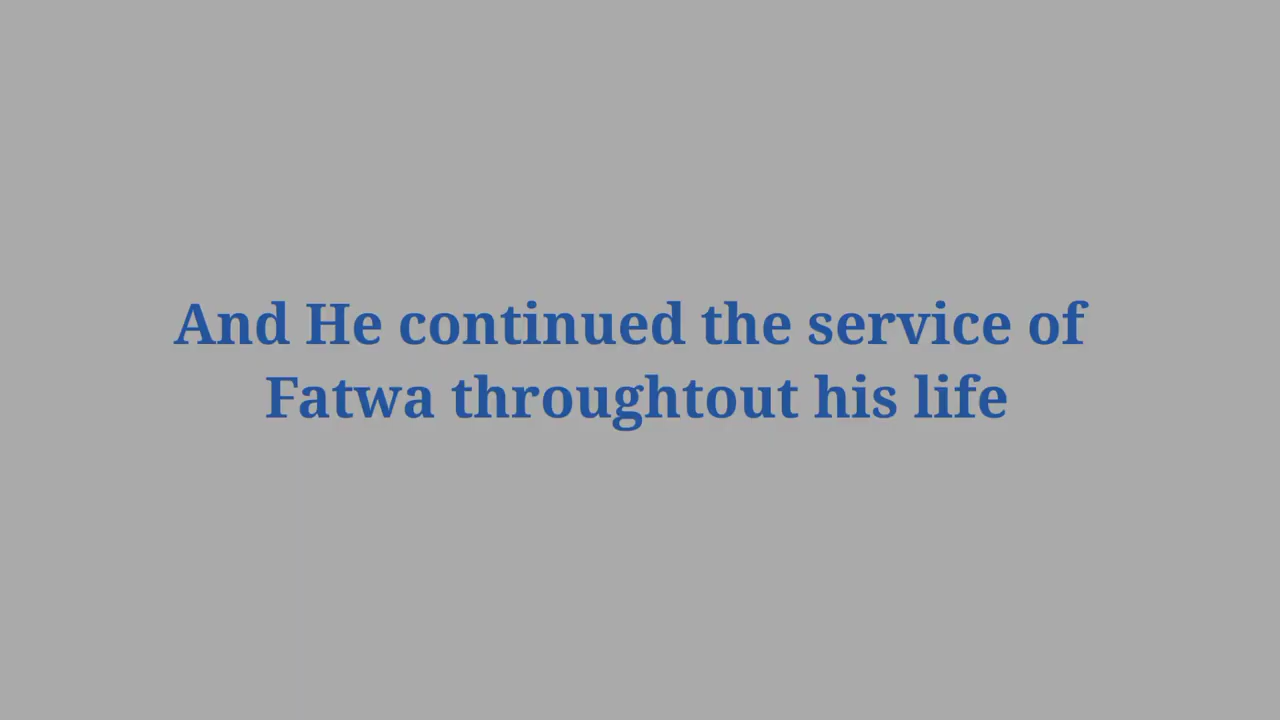 And He continued the service of
Fatwa throughtout his life